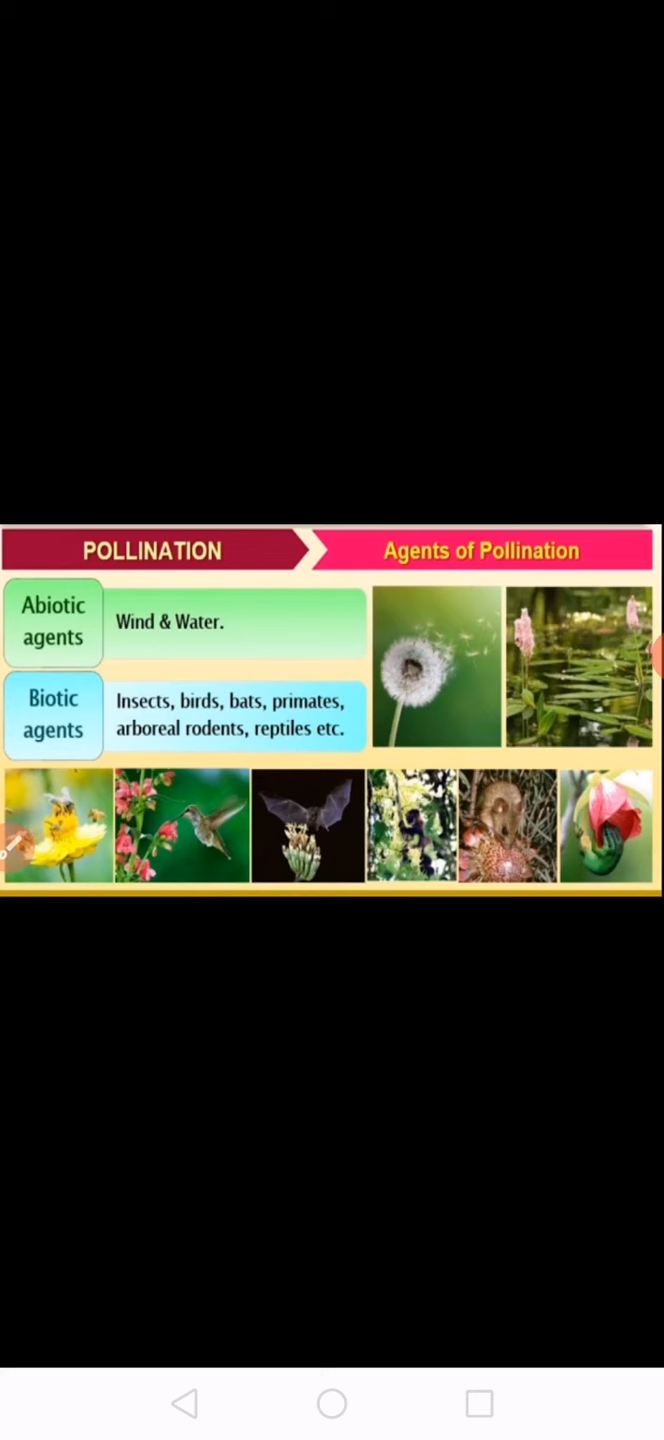 POLLINATION
Agents of Pollination
Abiotic
agents
Wind & Water.
Biotic
agents
Insects, birds, bats, primates,
arboreal rodents, reptiles etc.